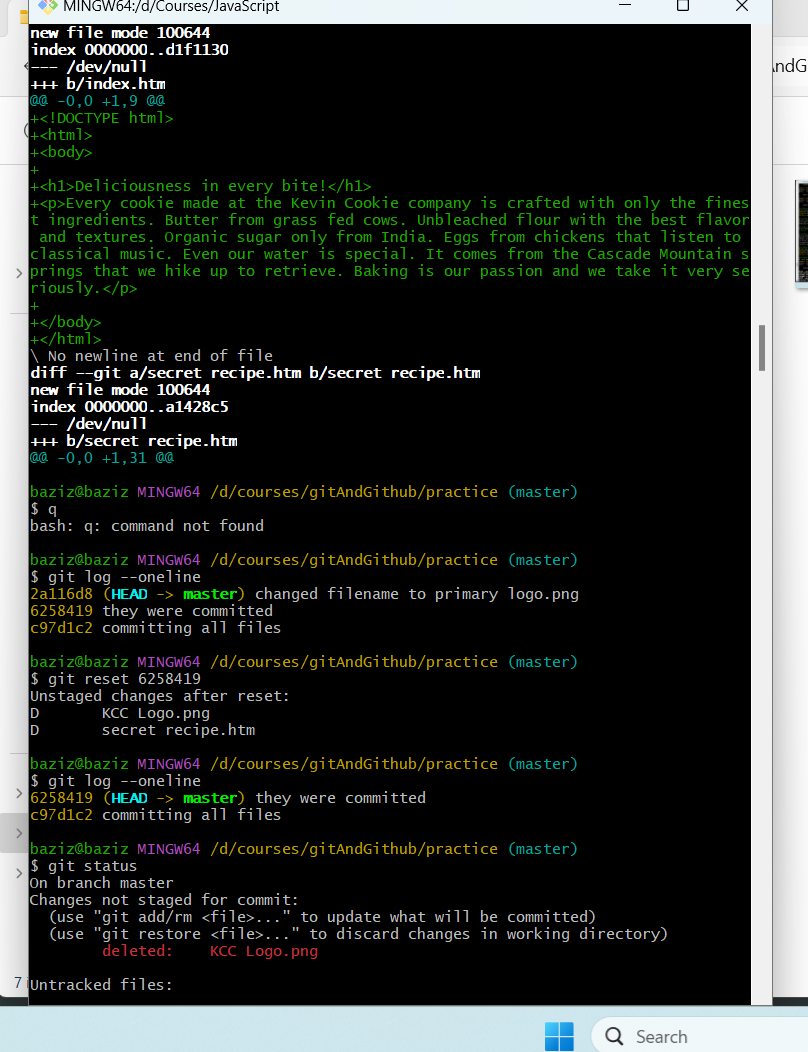 MINGW64:/d/Courses/JavaScript
new file mode 100644
index 0000000..d1f1130
--- /dev/null
+++ b/index.htm
@@ -0,0 +1,9 @@
+<!DOCTYPE html>
+<html>
+<body>
+
+<h1>Deliciousness in every bite!</h1>
+<p>Every cookie made at the Kevin Cookie company is crafted with only the fines
t ingredients. Butter from grass fed cows. Unbleached flour with the best flavor
 and textures. Organic sugar only from India. Eggs from chickens that listen to 
classical music. Even our water is special. It comes from the Cascade Mountain s
prings that we hike up to retrieve. Baking is our passion and we take it very se
riously.</p>
+
+</body>
+</html>
\ No newline at end of file
diff --git a/secret recipe.htm b/secret recipe.htm
new file mode 100644
index 0000000..a1428c5
--- /dev/null
+++ b/secret recipe.htm
@@ -0,0 +1,31 @@

baziz@baziz MINGW64 /d/courses/gitAndGithub/practice (master)
$ q
bash: q: command not found

baziz@baziz MINGW64 /d/courses/gitAndGithub/practice (master)
$ git log --oneline
2a116d8 (HEAD -> master) changed filename to primary logo.png
6258419 they were committed
c97d1c2 committing all files

baziz@baziz MINGW64 /d/courses/gitAndGithub/practice (master)
$ git reset 6258419
Unstaged changes after reset:
D       KCC Logo.png
D       secret recipe.htm

baziz@baziz MINGW64 /d/courses/gitAndGithub/practice (master)
$ git log --oneline
6258419 (HEAD -> master) they were committed
c97d1c2 committing all files

baziz@baziz MINGW64 /d/courses/gitAndGithub/practice (master)
$ git status
On branch master
Changes not staged for commit:
  (use "git add/rm <file>..." to update what will be committed)
  (use "git restore <file>..." to discard changes in working directory)
        deleted:    KCC Logo.png

Untracked files:
AndG
7
Search